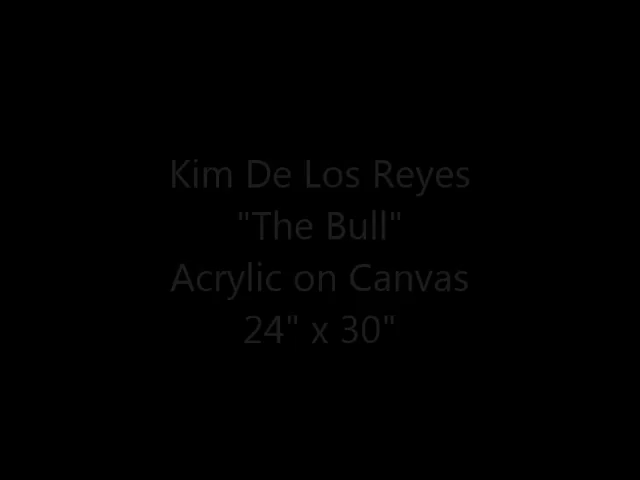 Kim De Los Reyes
"The Bull"
Acrylic on Canvas
24" x 30"